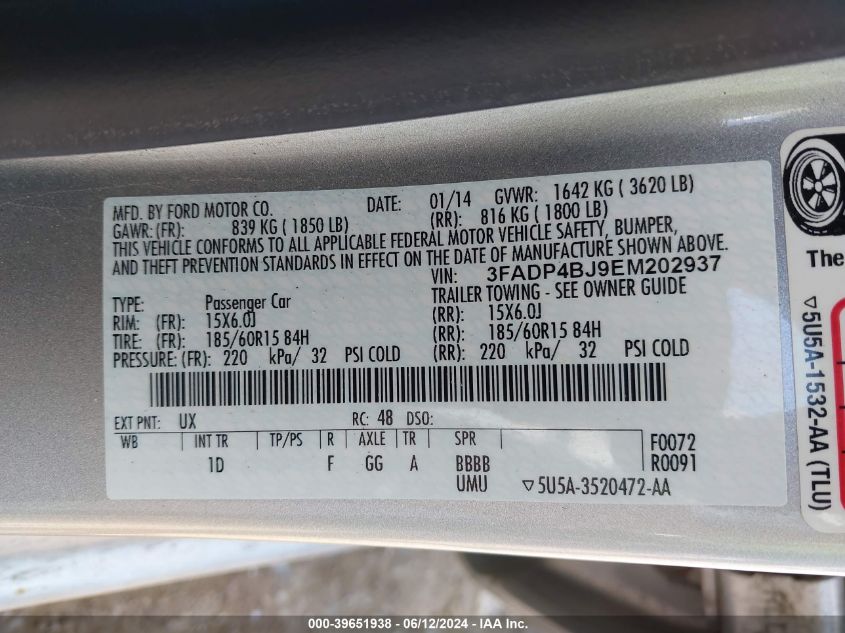 MFD. BY FORD MOTOR CO. DATE: 01/14 GVWR: 1642 KG ( 3620 LB)
GAWR: (FR): 839 KG ( 1850 LB) (RR): 816 KG ( 1800 LB)
THIS VEHICLE CONFORMS TO ALL APPLICABLE FEDERAL MOTOR VEHICLE SAFETY, BUMPER,
AND THEFT PREVENTION STANDARDS IN EFFECT ON THE DATE OF MANUFACTURE SHOWN ABOVE.
VIN: 3FADP4BJ9EM202937
TYPE: Passenger Car TRAILER TOWING - SEE OWNER GUIDE
RIM: (FR): 15X6.0J (RR): 15X6.0J
TIRE: (FR): 185/60R15 84H (RR): 185/60R15 84H
PRESSURE: (FR): 220 kPa/ 32 PSI COLD (RR): 220 kPa/ 32 PSI COLD
EXT PNT: UX RC: 48 DSO:
WB INT TR TP/PS R AXLE TR SPR F0072
1D F GG A BBBB R0091
UMU ▽5U5A-3520472-AA
The
▽5U5A-1532-AA (TLU)
000-39651938 - 06/12/2024 - IAA Inc.